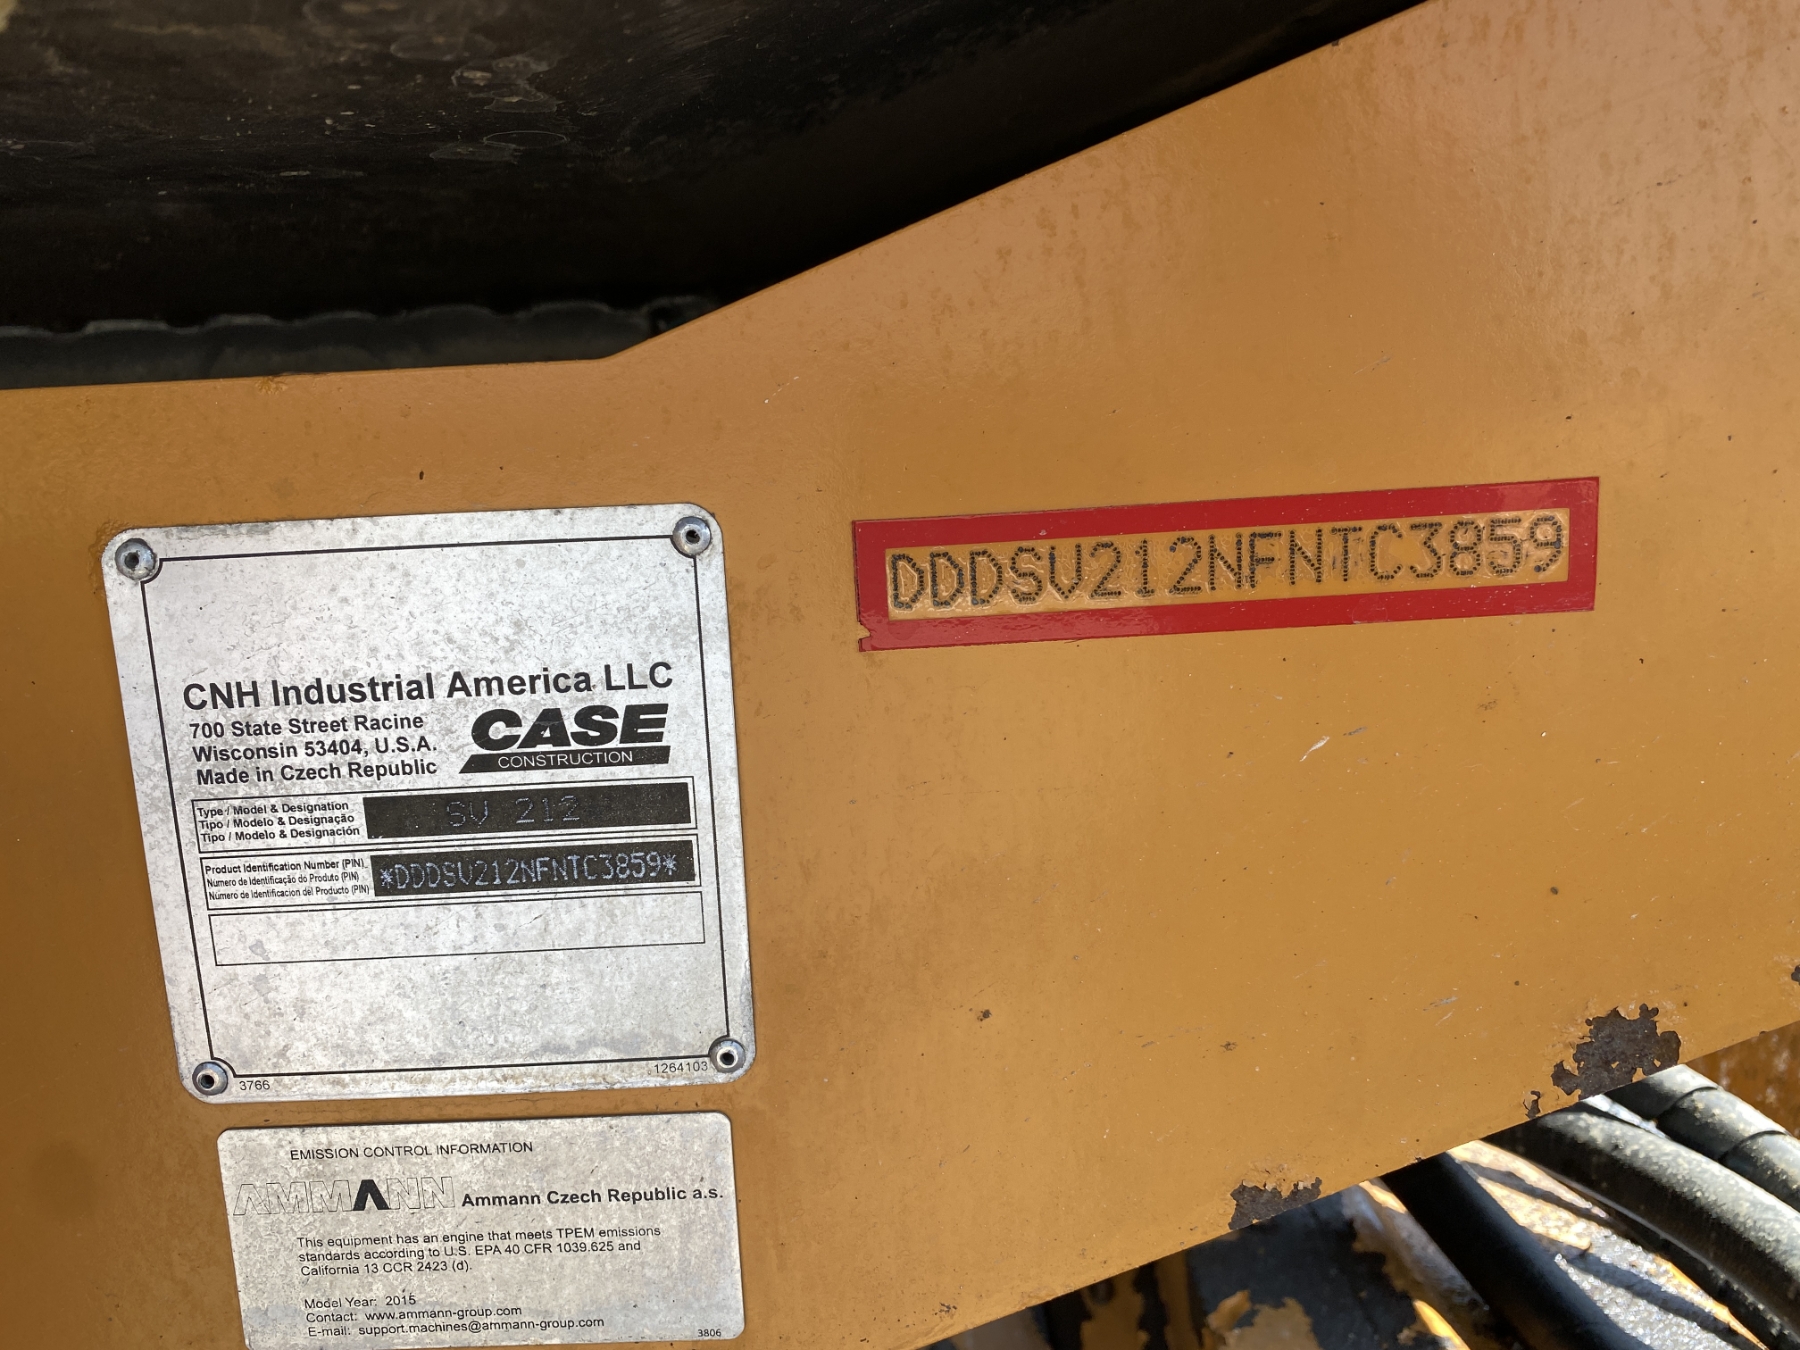 DDDSV212NFNTC3859
CNH Industrial America LLC
700 State Street Racine
Wisconsin 53404, U.S.A.
Made in Czech Republic
CASE
CONSTRUCTION
Type / Model & Designation
Tipo / Modelo & Designação
Tipo / Modelo & Designación
SV 212
Product Identification Number (PIN)
Numero de Identificação do Produto (PIN)
Número de Identificacion del Producto (PIN)
*DDDSV212NFNTC3859*
3766
1264103
EMISSION CONTROL INFORMATION
AMMANN Ammann Czech Republic a.s.
This equipment has an engine that meets TPEM emissions
standards according to U.S. EPA 40 CFR 1039.625 and
California 13 CCR 2423 (d).
Model Year: 2015
Contact: www.ammann-group.com
E-mail: support.machines@ammann-group.com
3806